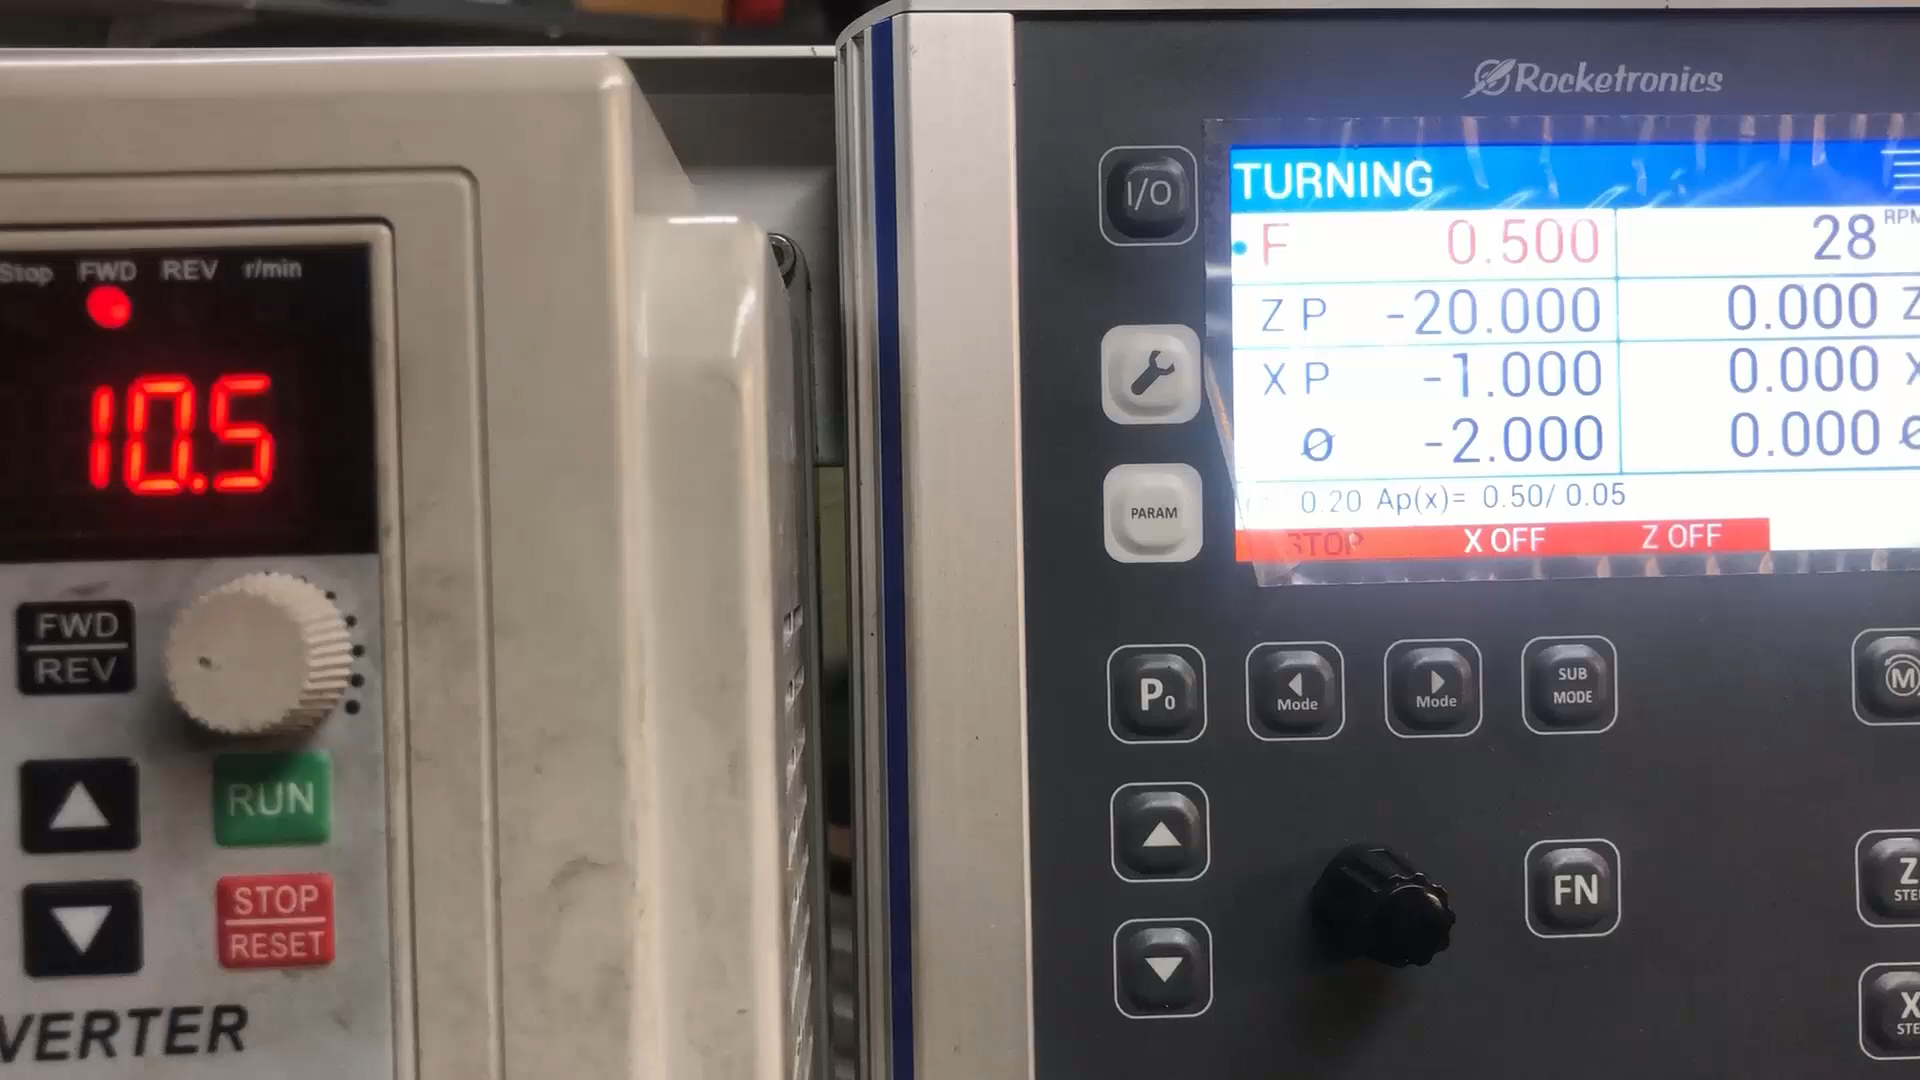 Stop FWD REV r/min
10.5
FWD
REV
RUN
STOP
RESET
VERTER
Rocketronics
I/O
TURNING
F 0.500 28 RPM
Z P -20.000 0.000 Z
X P -1.000 0.000 X
Ø -2.000 0.000 Ø
0.20 Ap(x)= 0.50/ 0.05
STOP X OFF Z OFF
PARAM
P0
Mode
Mode
SUB
MODE
M
FN
Z
STE
X
STE